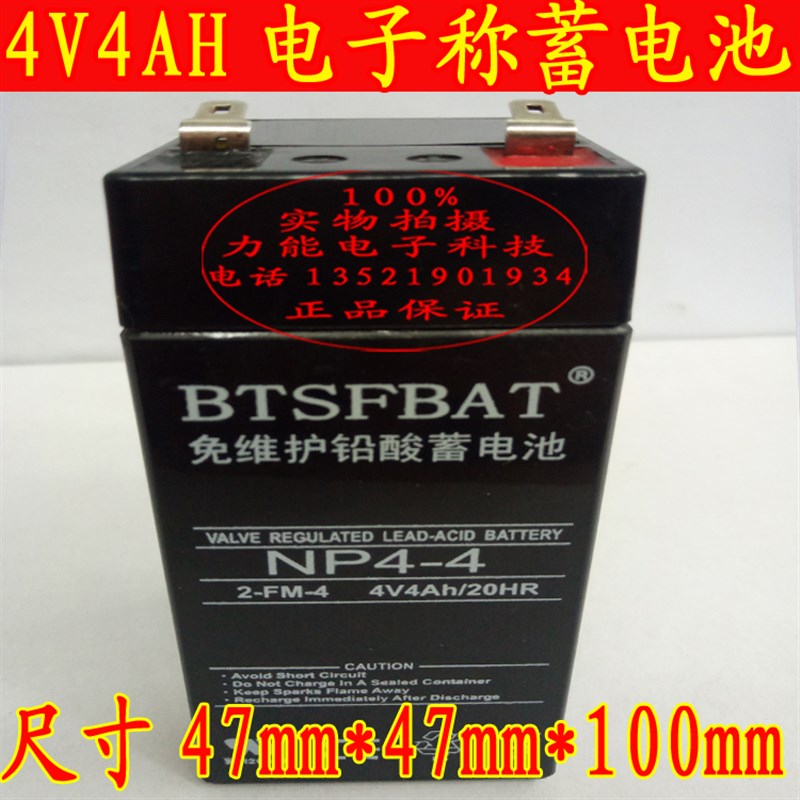 4V4AH 电子称蓄电池
100%
实物拍摄
力能电子科技
电话 13521901934
正品保证
BTSFBAT®
免维护铅酸蓄电池
VALVE REGULATED LEAD-ACID BATTERY
NP4-4
2-FM-4 4V4Ah/20HR
CAUTION
• Avoid Short Circuit
• Do Not Charge In A Sealed Container
• Keep Sparks Flame Away
• Recharge Immediately After Discharge
尺寸 47mm*47mm*100mm